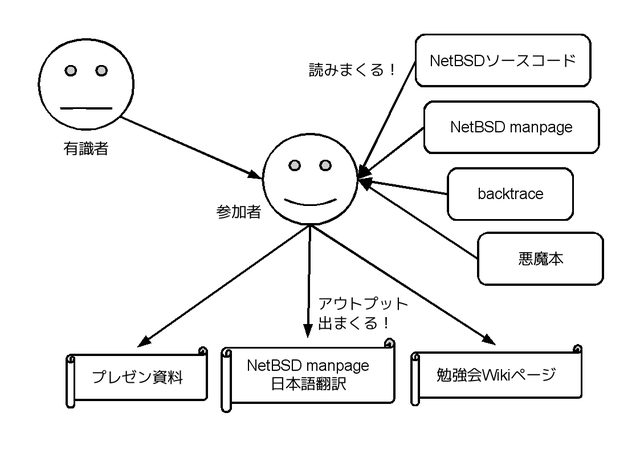 読みまくる！
NetBSDソースコード
NetBSD manpage
有識者
backtrace
参加者
悪魔本
アウトプット
出まくる！
プレゼン資料
NetBSD manpage
日本語翻訳
勉強会Wikiページ